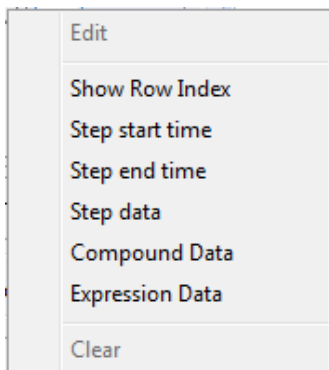 Edit
Show Row Index
Step start time
Step end time
Step data
Compound Data
Expression Data
Clear